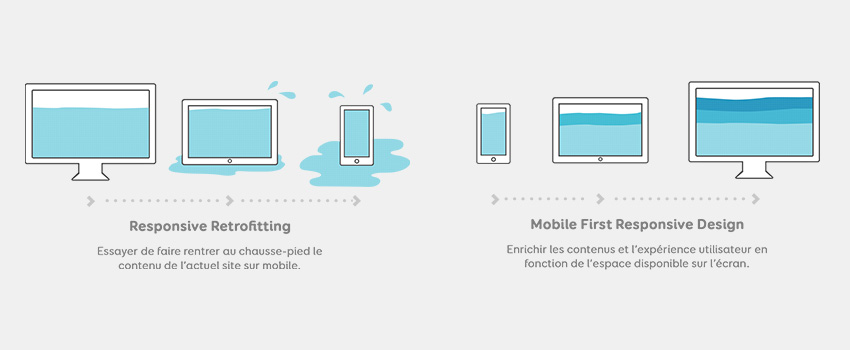 Responsive Retrofitting
Essayer de faire rentrer au chausse-pied le
contenu de l'actuel site sur mobile.
Mobile First Responsive Design
Enrichir les contenus et l'expérience utilisateur en
fonction de l'espace disponible sur l'écran.